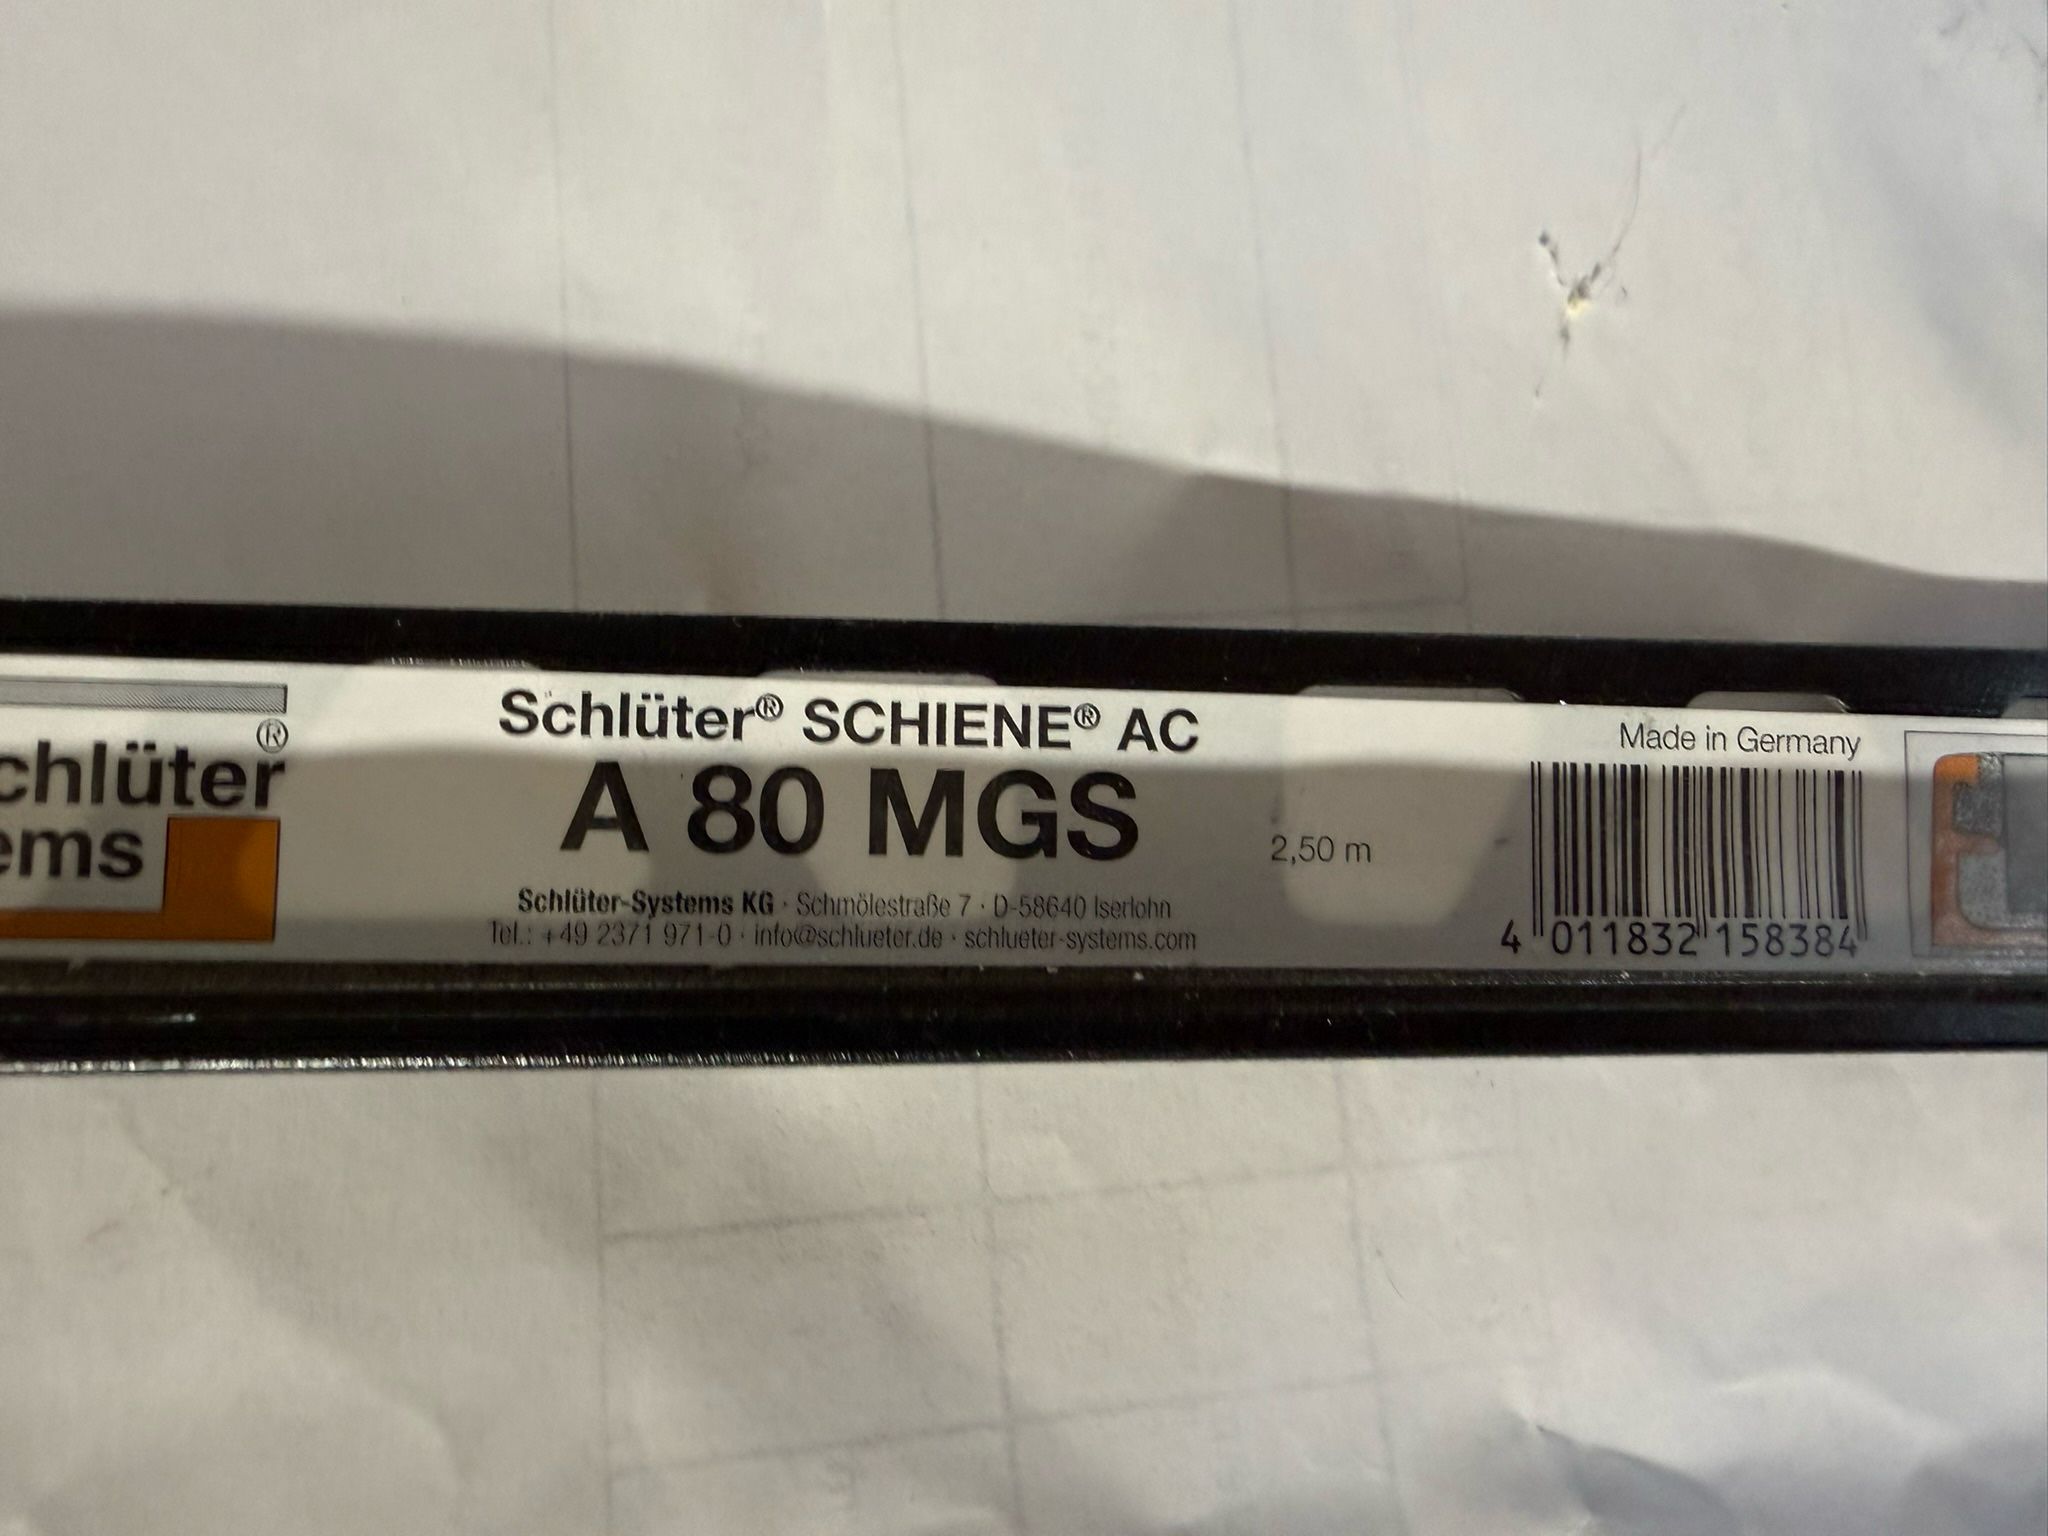 chlüter®
ems
Schlüter® SCHIENE® AC
A 80 MGS
2,50 m
Schlüter-Systems KG · Schmölestraße 7 · D-58640 Iserlohn
Tel.: +49 2371 971-0 · info@schlueter.de · schlueter-systems.com
Made in Germany
4 011832 158384